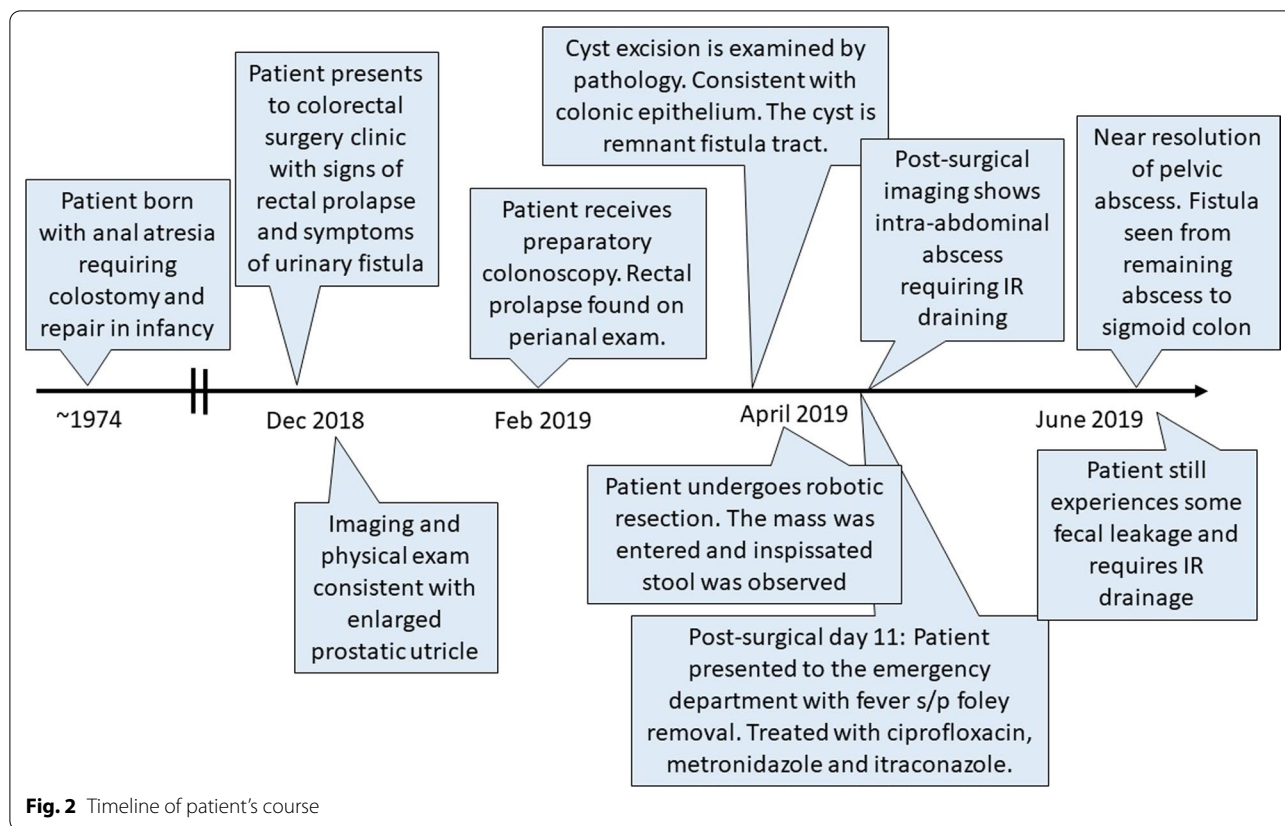 Patient born
with anal atresia
requiring
colostomy and
repair in infancy
Patient presents
to colorectal
surgery clinic
with signs of
rectal prolapse
and symptoms
of urinary fistula
Patient receives
preparatory
colonoscopy. Rectal
prolapse found on
perianal exam.
Cyst excision is examined by
pathology. Consistent with
colonic epithelium. The cyst is
remnant fistula tract.
Post-surgical
imaging shows
intra-abdominal
abscess
requiring IR
draining
Near resolution
of pelvic
abscess. Fistula
seen from
remaining
abscess to
sigmoid colon
~1974
Dec 2018
Feb 2019
April 2019
June 2019
Imaging and
physical exam
consistent with
enlarged
prostatic utricle
Patient undergoes robotic
resection. The mass was
entered and inspissated
stool was observed
Post-surgical day 11: Patient
presented to the emergency
department with fever s/p foley
removal. Treated with ciprofloxacin,
metronidazole and itraconazole.
Patient still
experiences some
fecal leakage and
requires IR
drainage
Fig. 2 Timeline of patient’s course